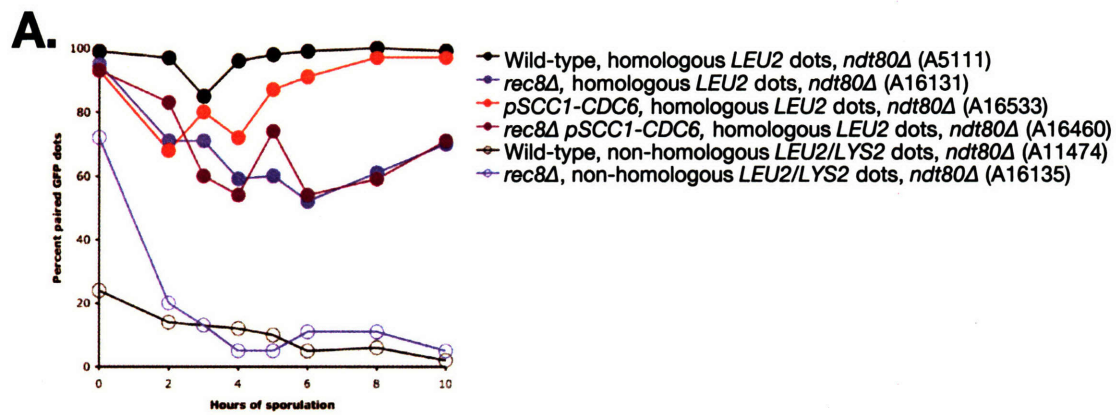 A.
100
80
60
40
20
0
Percent paired GFP dots
0 2 4 6 8 10
Hours of sporulation
Wild-type, homologous LEU2 dots, ndt80Δ (A5111)
rec8Δ, homologous LEU2 dots, ndt80Δ (A16131)
pSCC1-CDC6, homologous LEU2 dots, ndt80Δ (A16533)
rec8Δ pSCC1-CDC6, homologous LEU2 dots, ndt80Δ (A16460)
Wild-type, non-homologous LEU2/LYS2 dots, ndt80Δ (A11474)
rec8Δ, non-homologous LEU2/LYS2 dots, ndt80Δ (A16135)